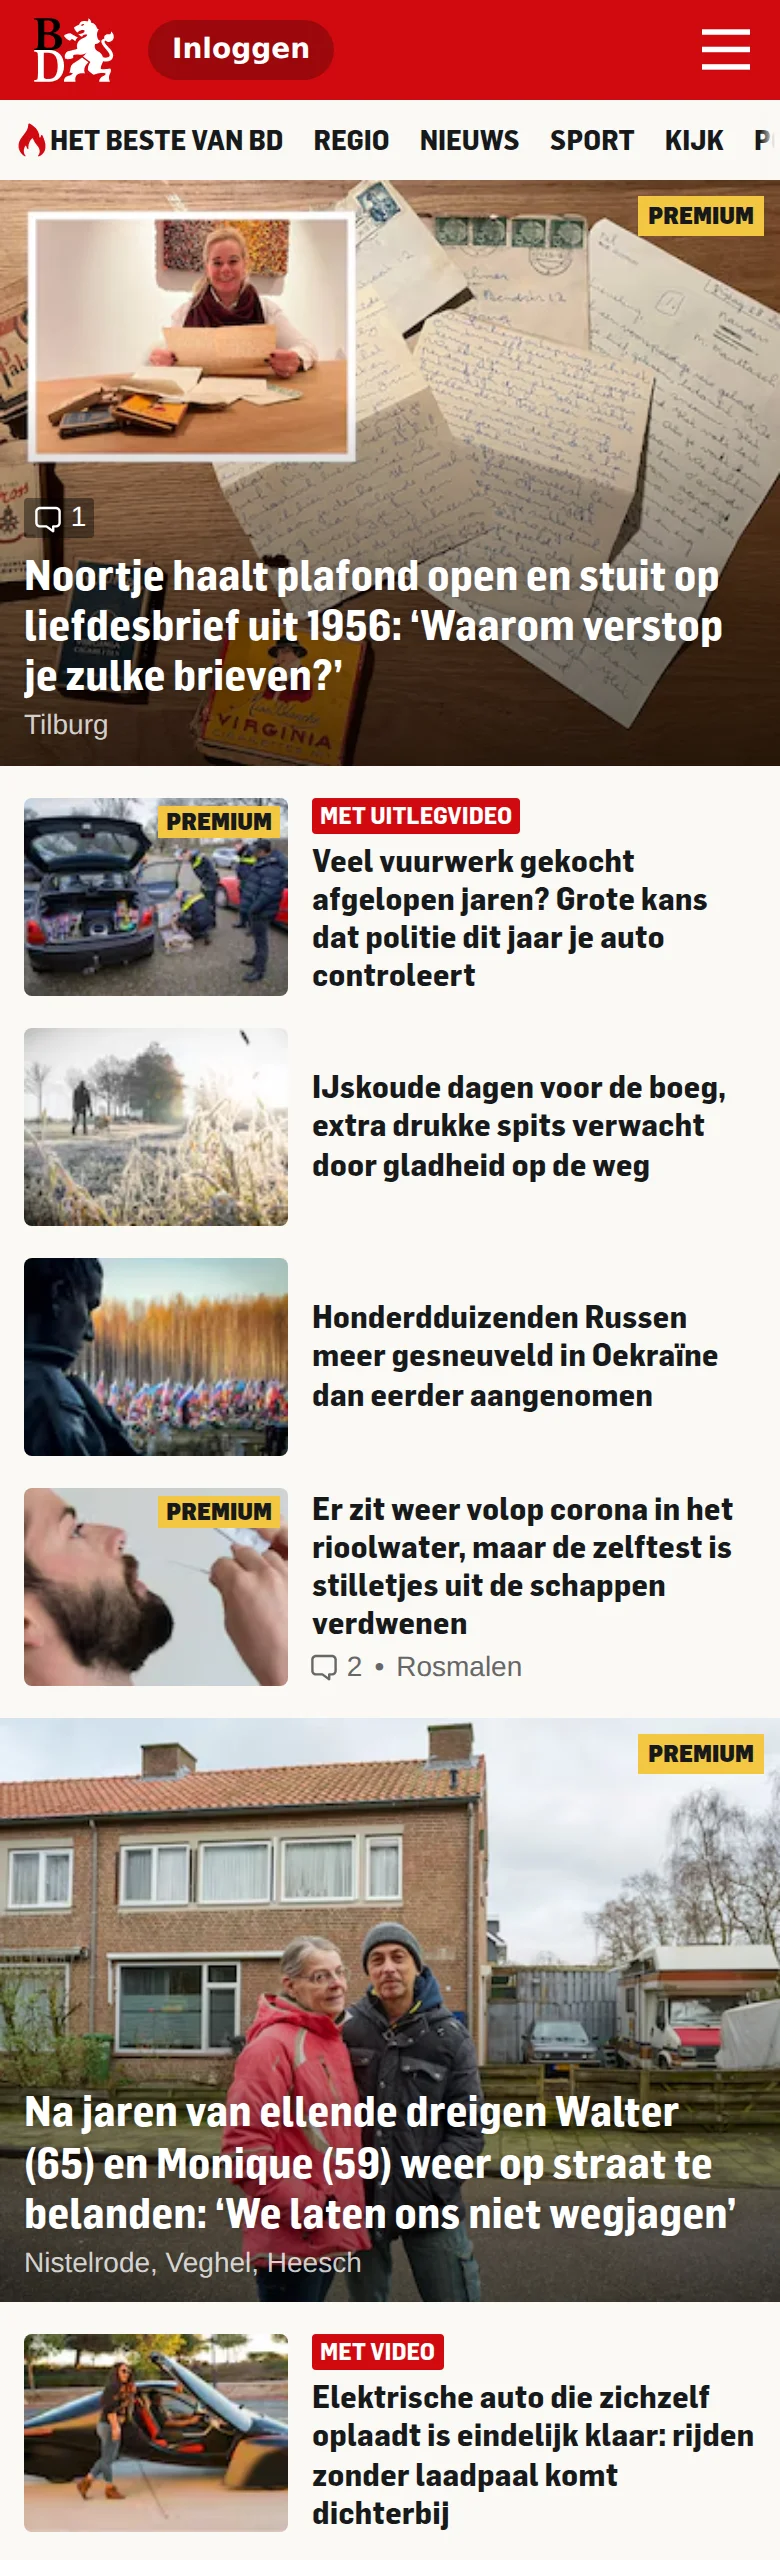 B
D
Inloggen
HET BESTE VAN BD
REGIO
NIEUWS
SPORT
KIJK
PREMIUM
1
Noortje haalt plafond open en stuit op
liefdesbrief uit 1956: ‘Waarom verstop
je zulke brieven?’
VIRGINIA
Tilburg
PREMIUM
MET UITLEGVIDEO
Veel vuurwerk gekocht
afgelopen jaren? Grote kans
dat politie dit jaar je auto
controleert
IJskoude dagen voor de boeg,
extra drukke spits verwacht
door gladheid op de weg
Honderdduizenden Russen
meer gesneuveld in Oekraïne
dan eerder aangenomen
PREMIUM
Er zit weer volop corona in het
rioolwater, maar de zelftest is
stilletjes uit de schappen
verdwenen
2 • Rosmalen
PREMIUM
Na jaren van ellende dreigen Walter
(65) en Monique (59) weer op straat te
belanden: ‘We laten ons niet wegjagen’
Nistelrode, Veghel, Heesch
MET VIDEO
Elektrische auto die zichzelf
oplaadt is eindelijk klaar: rijden
zonder laadpaal komt
dichterbij